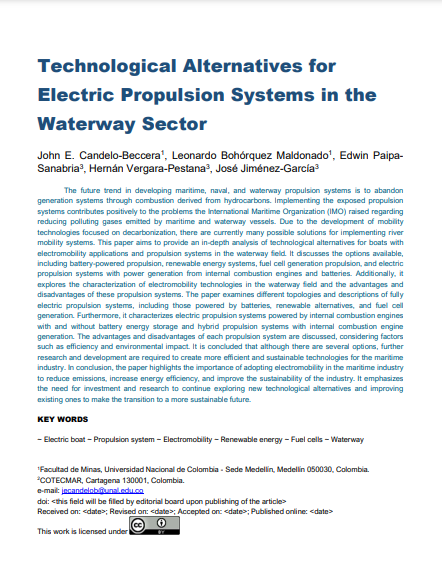 Technological Alternatives for
Electric Propulsion Systems in the
Waterway Sector
John E. Candelo-Beccera¹, Leonardo Bohórquez Maldonado¹, Edwin Paipa-
Sanabria³, Hernán Vergara-Pestana³, José Jiménez-García³
The future trend in developing maritime, naval, and waterway propulsion systems is to abandon
generation systems through combustion derived from hydrocarbons. Implementing the exposed propulsion
systems contributes positively to the problems the International Maritime Organization (IMO) raised regarding
reducing polluting gases emitted by maritime and waterway vessels. Due to the development of mobility
technologies focused on decarbonization, there are currently many possible solutions for implementing river
mobility systems. This paper aims to provide an in-depth analysis of technological alternatives for boats with
electromobility applications and propulsion systems in the waterway field. It discusses the options available,
including battery-powered propulsion, renewable energy systems, fuel cell generation propulsion, and electric
propulsion systems with power generation from internal combustion engines and batteries. Additionally, it
explores the characterization of electromobility technologies in the waterway field and the advantages and
disadvantages of these propulsion systems. The paper examines different topologies and descriptions of fully
electric propulsion systems, including those powered by batteries, renewable alternatives, and fuel cell
generation. Furthermore, it characterizes electric propulsion systems powered by internal combustion engines
with and without battery energy storage and hybrid propulsion systems with internal combustion engine
generation. The advantages and disadvantages of each propulsion system are discussed, considering factors
such as efficiency and environmental impact. It is concluded that although there are several options, further
research and development are required to create more efficient and sustainable technologies for the maritime
industry. In conclusion, the paper highlights the importance of adopting electromobility in the maritime industry
to reduce emissions, increase energy efficiency, and improve the sustainability of the industry. It emphasizes
the need for investment and research to continue exploring new technological alternatives and improving
existing ones to make the transition to a more sustainable future.
KEY WORDS
~ Electric boat ~ Propulsion system ~ Electromobility ~ Renewable energy ~ Fuel cells ~ Waterway
¹Facultad de Minas, Universidad Nacional de Colombia - Sede Medellín, Medellín 050030, Colombia.
²COTECMAR, Cartagena 130001, Colombia.
e-mail: jecandelob@unal.edu.co
doi: <this field will be filled by editorial board upon publishing of the article>
Received on: <date>; Revised on: <date>; Accepted on: <date>; Published online: <date>
This work is licensed under cc BY